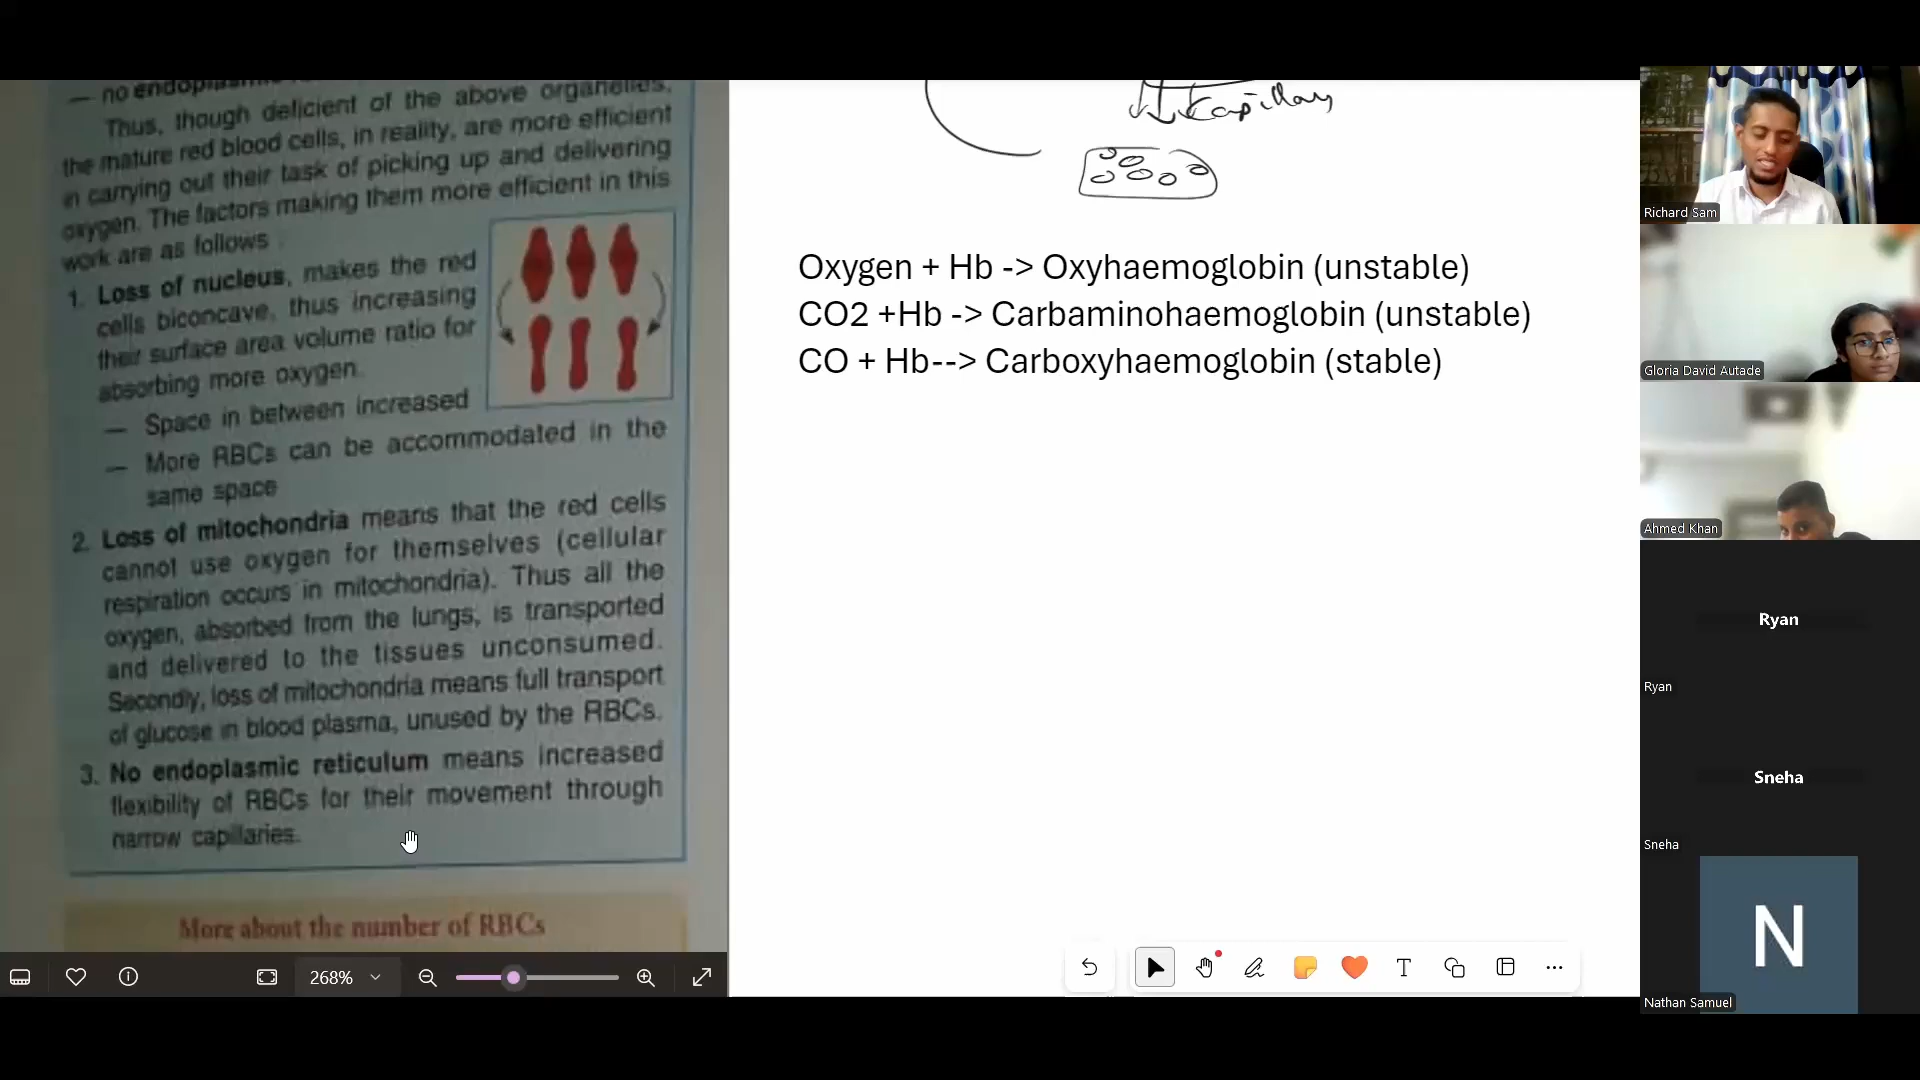 — no endoplasmic
Thus, though deficient of the above organelles,
the mature red blood cells, in reality, are more efficient
in carrying out their task of picking up and delivering
oxygen. The factors making them more efficient in this
work are as follows :
1. Loss of nucleus, makes the red
cells biconcave, thus increasing
their surface area volume ratio for
absorbing more oxygen.
— Space in between increased
— More RBCs can be accommodated in the
same space
2. Loss of mitochondria means that the red cells
cannot use oxygen for themselves (cellular
respiration occurs in mitochondria). Thus all the
oxygen, absorbed from the lungs, is transported
and delivered to the tissues unconsumed.
Secondly, loss of mitochondria means full transport
of glucose in blood plasma, unused by the RBCs.
3. No endoplasmic reticulum means increased
flexibility of RBCs for their movement through
narrow capillaries.
More about the number of RBCs
268%
Capillary
Oxygen + Hb -> Oxyhaemoglobin (unstable)
CO2 +Hb -> Carbaminohaemoglobin (unstable)
CO + Hb--> Carboxyhaemoglobin (stable)
T
Richard Sam
Gloria David Autade
Ahmed Khan
Ryan
Ryan
Sneha
Sneha
N
Nathan Samuel